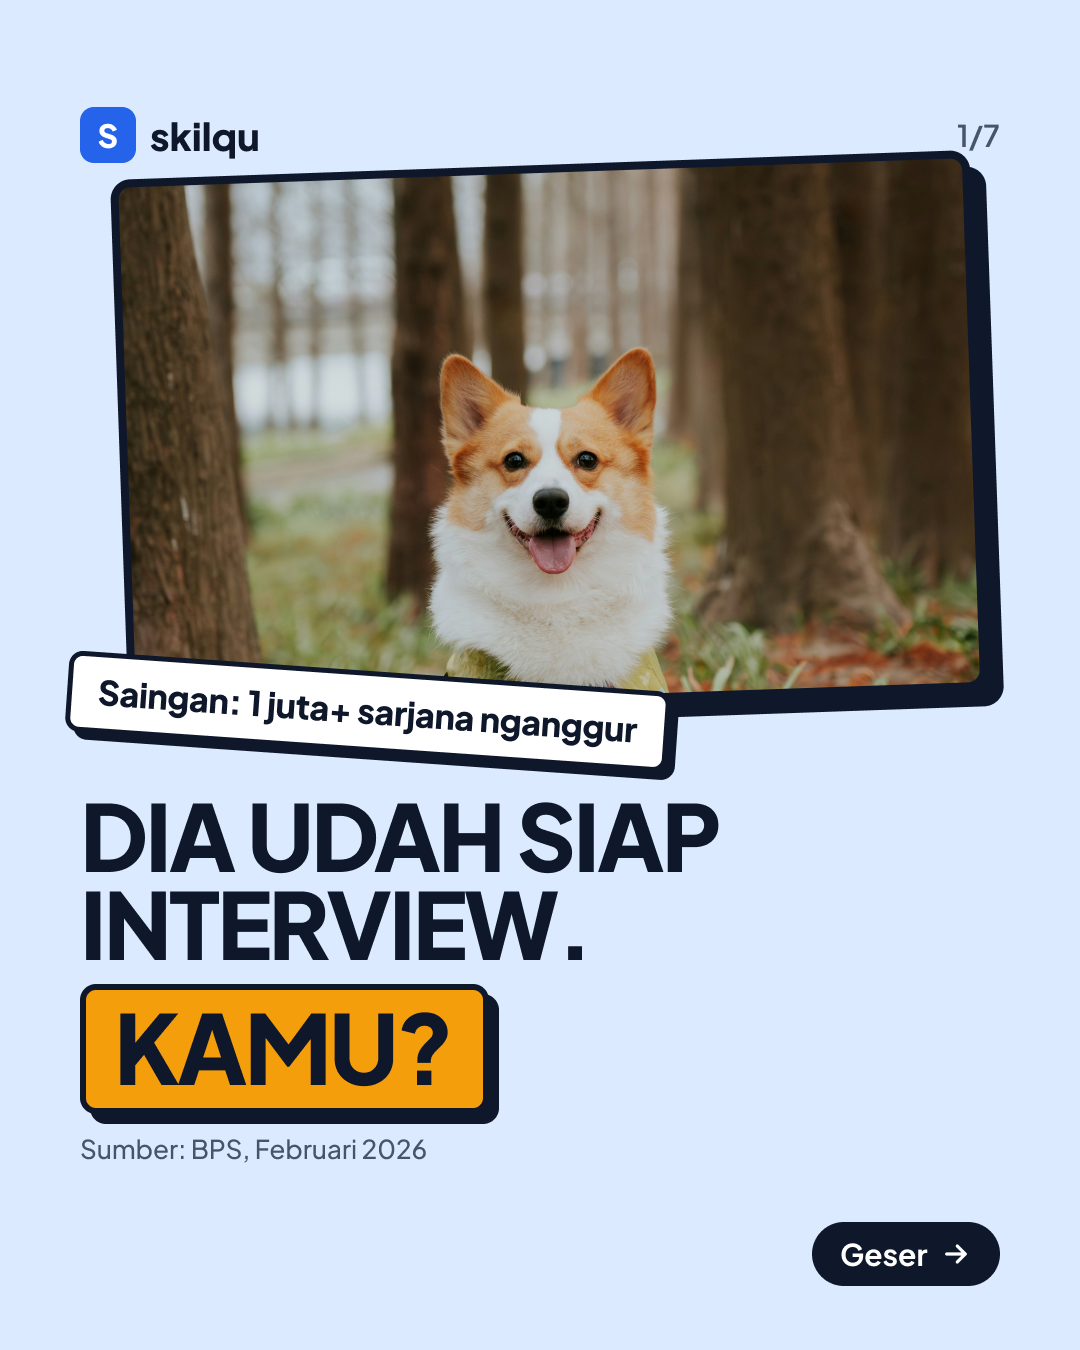 S skilqu
1/7
Saingan: 1 juta+ sarjana nganggur
DIA UDAH SIAP
INTERVIEW.
KAMU?
Sumber: BPS, Februari 2026
Geser →